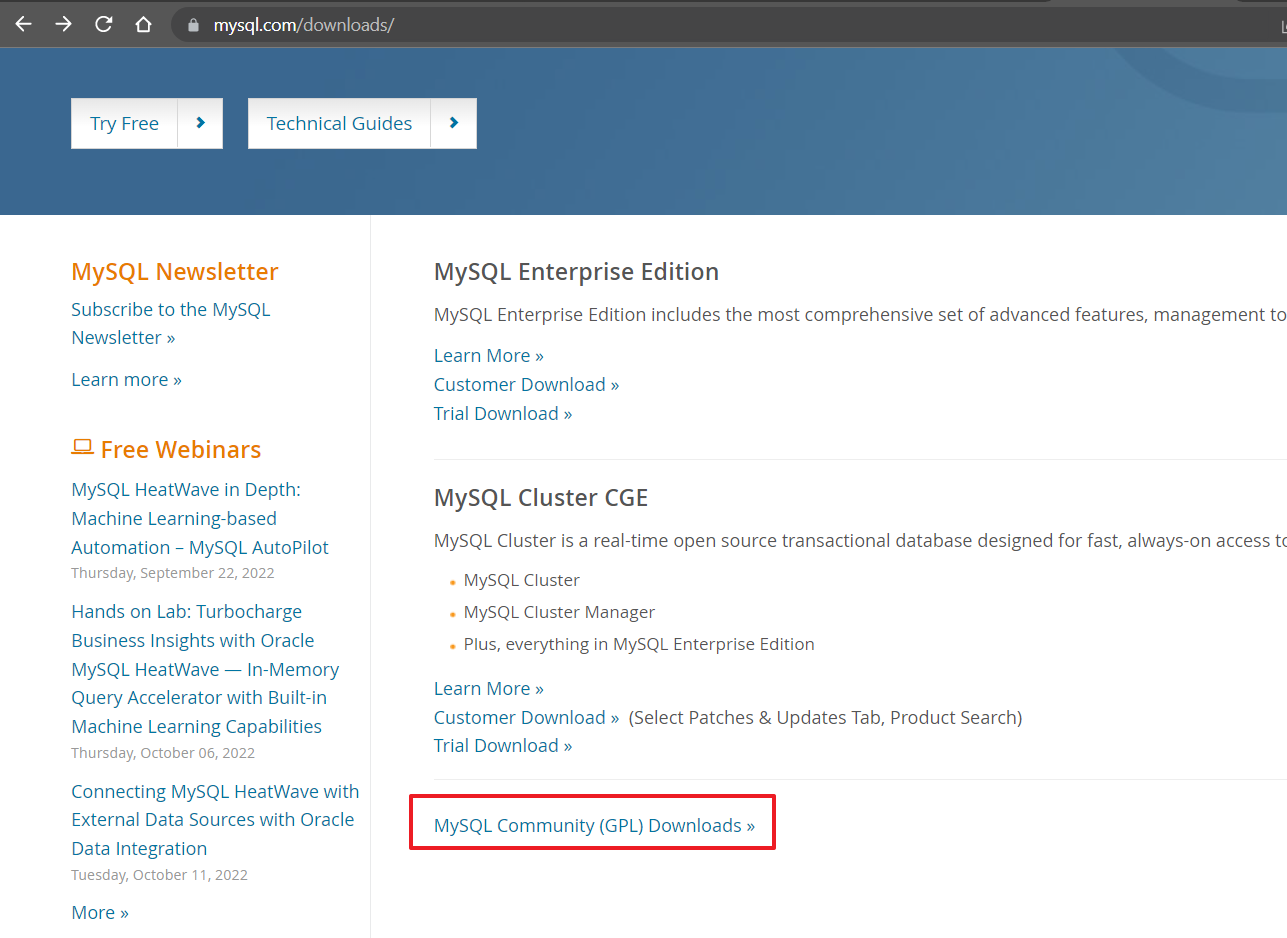 mysql.com/downloads/
Try Free
Technical Guides
MySQL Newsletter
Subscribe to the MySQL
Newsletter »
Learn more »
Free Webinars
MySQL HeatWave in Depth:
Machine Learning-based
Automation – MySQL AutoPilot
Thursday, September 22, 2022
Hands on Lab: Turbocharge
Business Insights with Oracle
MySQL HeatWave — In-Memory
Query Accelerator with Built-in
Machine Learning Capabilities
Thursday, October 06, 2022
Connecting MySQL HeatWave with
External Data Sources with Oracle
Data Integration
Tuesday, October 11, 2022
More »
MySQL Enterprise Edition
MySQL Enterprise Edition includes the most comprehensive set of advanced features, management to
Learn More »
Customer Download »
Trial Download »
MySQL Cluster CGE
MySQL Cluster is a real-time open source transactional database designed for fast, always-on access to
MySQL Cluster
MySQL Cluster Manager
Plus, everything in MySQL Enterprise Edition
Learn More »
Customer Download » (Select Patches & Updates Tab, Product Search)
Trial Download »
MySQL Community (GPL) Downloads »